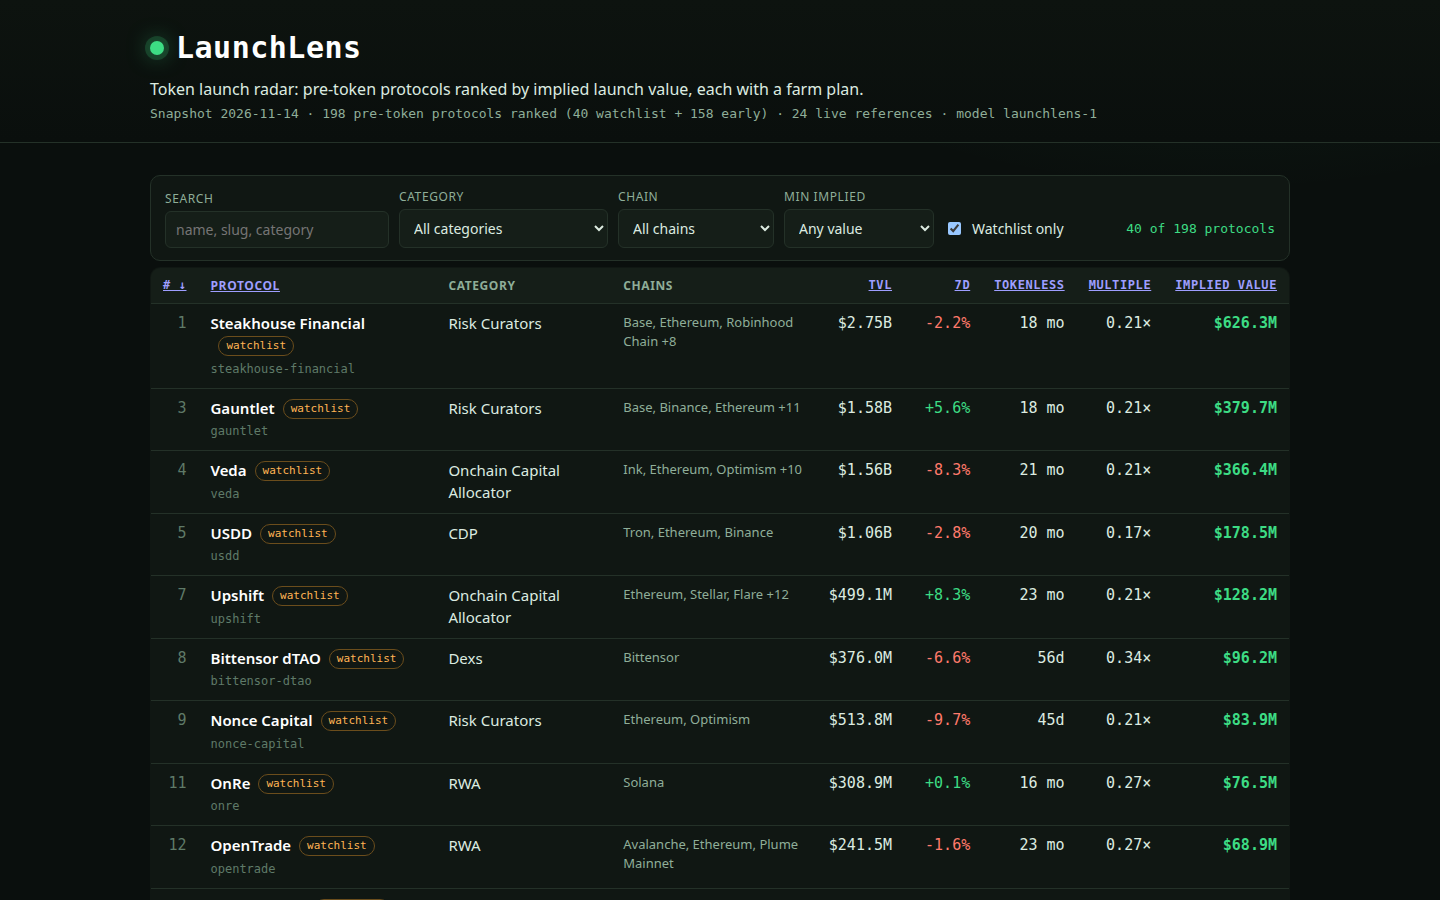 LaunchLens
Token launch radar: pre-token protocols ranked by implied launch value, each with a farm plan.
Snapshot 2026-11-14 · 198 pre-token protocols ranked (40 watchlist + 158 early) · 24 live references · model launchlens-1
SEARCH CATEGORY CHAIN MIN IMPLIED
name, slug, category All categories All chains Any value Watchlist only 40 of 198 protocols
# ↓ PROTOCOL CATEGORY CHAINS TVL 7D TOKENLESS MULTIPLE IMPLIED VALUE
1 Steakhouse Financial Risk Curators Base, Ethereum, Robinhood $2.75B -2.2% 18 mo 0.21× $626.3M
watchlist Chain +8
steakhouse-financial
3 Gauntlet watchlist Risk Curators Base, Binance, Ethereum +11 $1.58B +5.6% 18 mo 0.21× $379.7M
gauntlet
4 Veda watchlist Onchain Capital Ink, Ethereum, Optimism +10 $1.56B -8.3% 21 mo 0.21× $366.4M
veda Allocator
5 USDD watchlist CDP Tron, Ethereum, Binance $1.06B -2.8% 20 mo 0.17× $178.5M
usdd
7 Upshift watchlist Onchain Capital Ethereum, Stellar, Flare +12 $499.1M +8.3% 23 mo 0.21× $128.2M
upshift Allocator
8 Bittensor dTAO watchlist Dexs Bittensor $376.0M -6.6% 56d 0.34× $96.2M
bittensor-dtao
9 Nonce Capital watchlist Risk Curators Ethereum, Optimism $513.8M -9.7% 45d 0.21× $83.9M
nonce-capital
11 OnRe watchlist RWA Solana $308.9M +0.1% 16 mo 0.27× $76.5M
onre
12 OpenTrade watchlist RWA Avalanche, Ethereum, Plume $241.5M -1.6% 23 mo 0.27× $68.9M
opentrade Mainnet